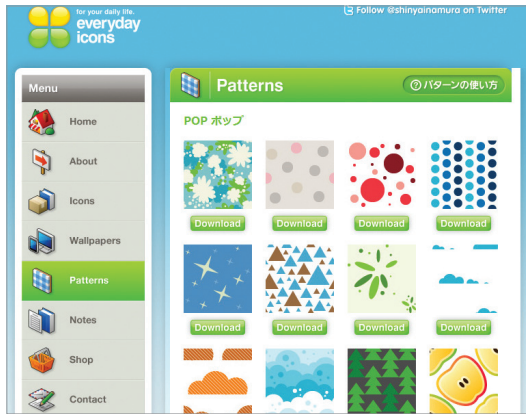 for your daily life.
everyday
icons
Follow @shinyainamura on Twitter
Menu
Home
About
Icons
Wallpapers
Patterns
Notes
Shop
Contact
Patterns
パターンの使い方
POP ポップ
Download Download Download Download
Download Download Download Download